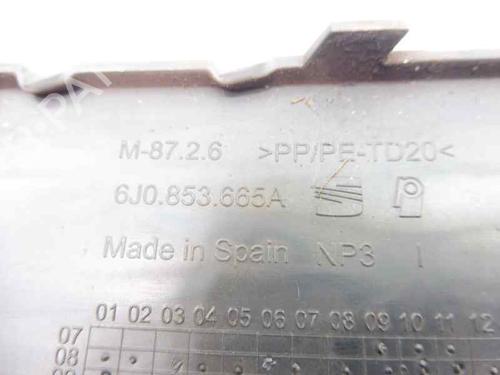 M-87.2.6 >PP/PE-TD20<
6J0.853.665A
Made in Spain NP3 I
01 02 03 04 05 06 07 08 09 10 11 12
07
08